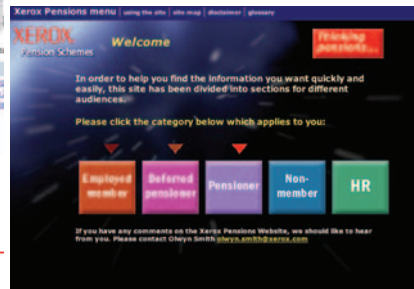 Xerox Pensions menu using the site site map disclaimer glossary
XEROX
Pension Schemes
Welcome
Thinking pensions...
In order to help you find the information you want quickly and
easily, this site has been divided into sections for different
audiences.
Please click the category below which applies to you:
Employed member
Deferred pensioner
Pensioner
Non-member
HR
If you have any comments on the Xerox Pensions Website, we should like to hear
from you. Please contact Olwyn Smith olwyn.smith@xerox.com